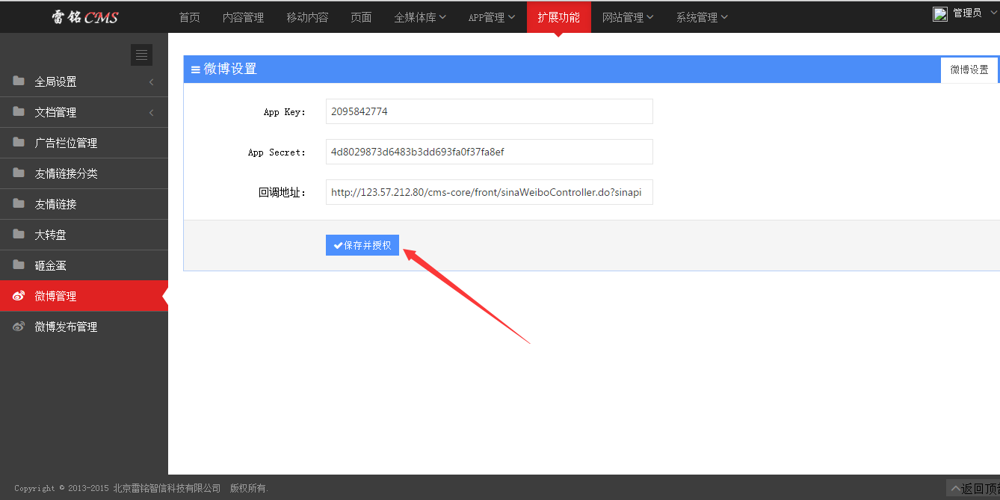 雷铭CMS 首页 内容管理 移动内容 页面 全媒体库 APP管理 扩展功能 网站管理 系统管理 管理员
全局设置
文档管理
广告栏位管理
友情链接分类
友情链接
大转盘
砸金蛋
微博管理
微博发布管理
微博设置 微博设置
App Key: 2095842774
App Secret: 4d8029873d6483b3dd693fa0f37fa8ef
回调地址: http://123.57.212.80/cms-core/front/sinaWeiboController.do?sinapi
保存并授权
Copyright © 2013-2015 北京雷铭智信科技有限公司 版权所有. 返回顶